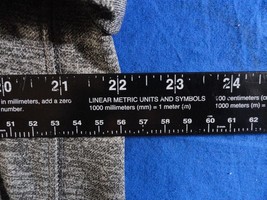 20 21 22 23 24
in millimeters, add a zero LINEAR METRIC UNITS AND SYMBOLS 100 centimeters (c
number. 1000 millimeters (mm) = 1 meter (m) 1000 meters (m) =
51 52 53 54 55 56 57 58 59 60 61 62